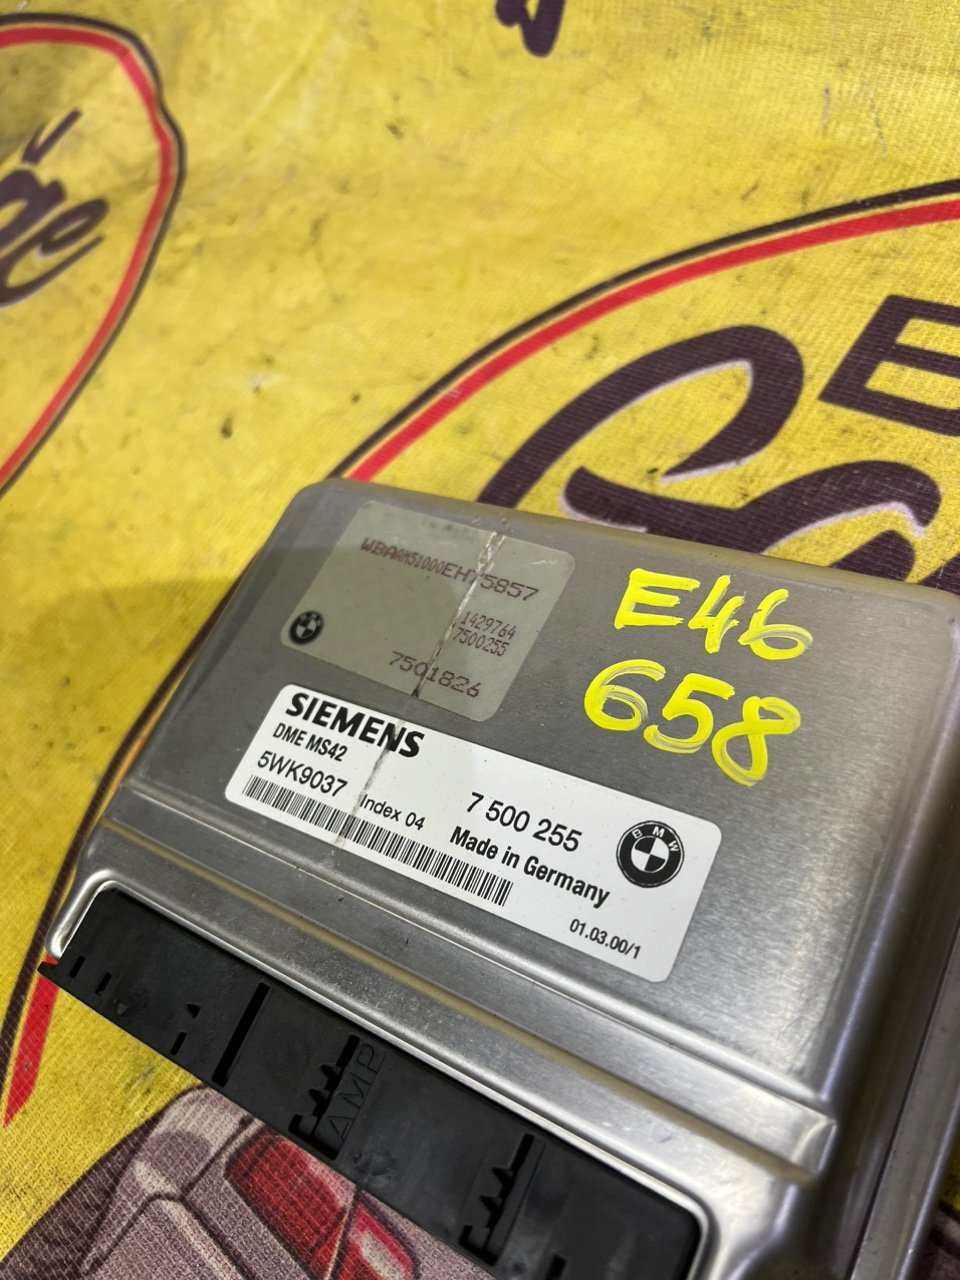 WBAAM51000EH75857
1429764
7500255
7501826
E46
658
SIEMENS
DME MS42
5WK9037 Index 04
7 500 255
Made in Germany
BMW
01.03.00/1
AMP